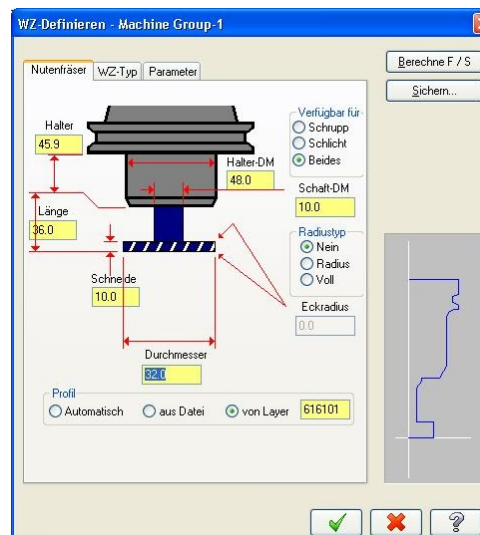 WZ-Definieren - Machine Group-1
Nutenfräser
WZ-Typ
Parameter
Berechne F / S
Sichern...
Halter
45.9
Verfügbar für
Schrupp
Schlicht
Beides
Halter-DM
48.0
Schaft-DM
10.0
Länge
36.0
Radiustyp
Nein
Radius
Voll
Schneide
10.0
Eckradius
0.0
Durchmesser
32.0
Profil
Automatisch
aus Datei
von Layer
616101